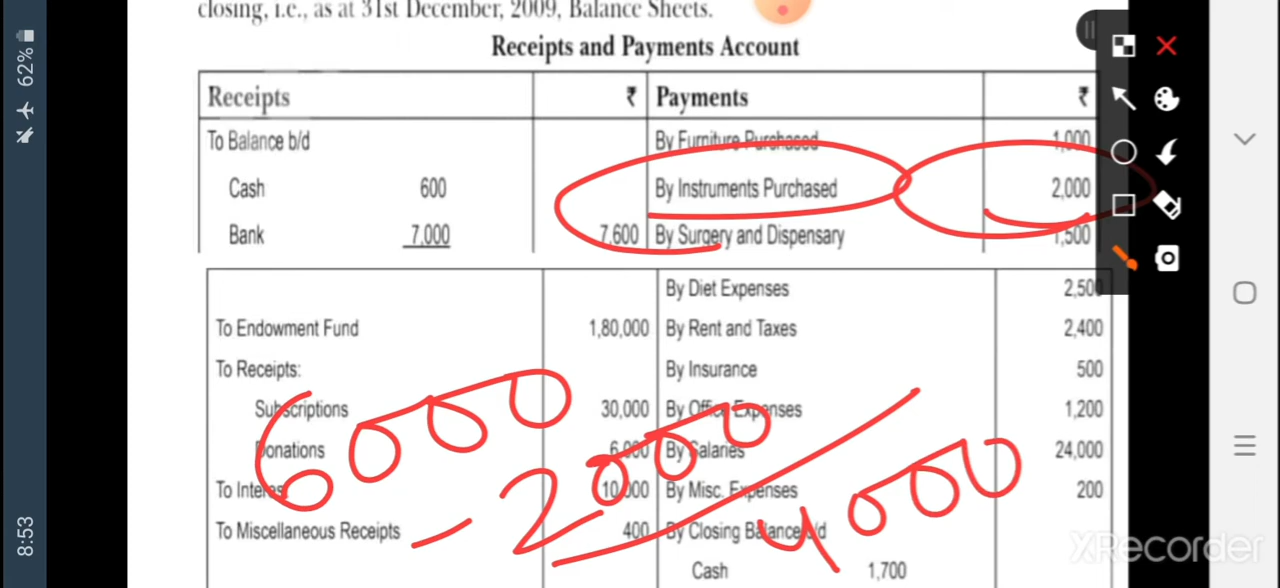 closing, i.e., as at 31st December, 2009, Balance Sheets.
Receipts and Payments Account
Receipts ₹ Payments ₹
To Balance b/d By Furniture Purchased 1,000
Cash 600 By Instruments Purchased 2,000
Bank 7,000 7,600 By Surgery and Dispensary 1,500
By Diet Expenses 2,500
To Endowment Fund 1,80,000 By Rent and Taxes 2,400
To Receipts: By Insurance 500
Subscriptions 30,000 By Office Expenses 1,200
Donations 6,000 By Salaries 24,000
To Interest 10,000 By Misc. Expenses 200
To Miscellaneous Receipts 400 By Closing Balance c/d
Cash 1,700
6000
- 2000
4000
62%
8:53
XRecorder